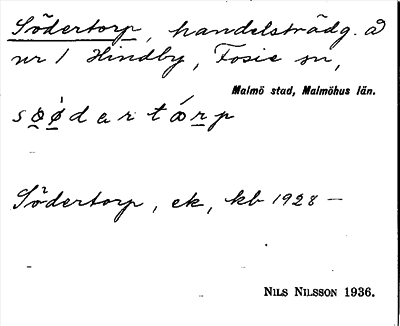 Södertorp, handelsträdg. å
nr 1 Hindby, Fosie sn,
Malmö stad, Malmöhus län.
Södertorp, ek, kb 1928 —
NILS NILSSON 1936.